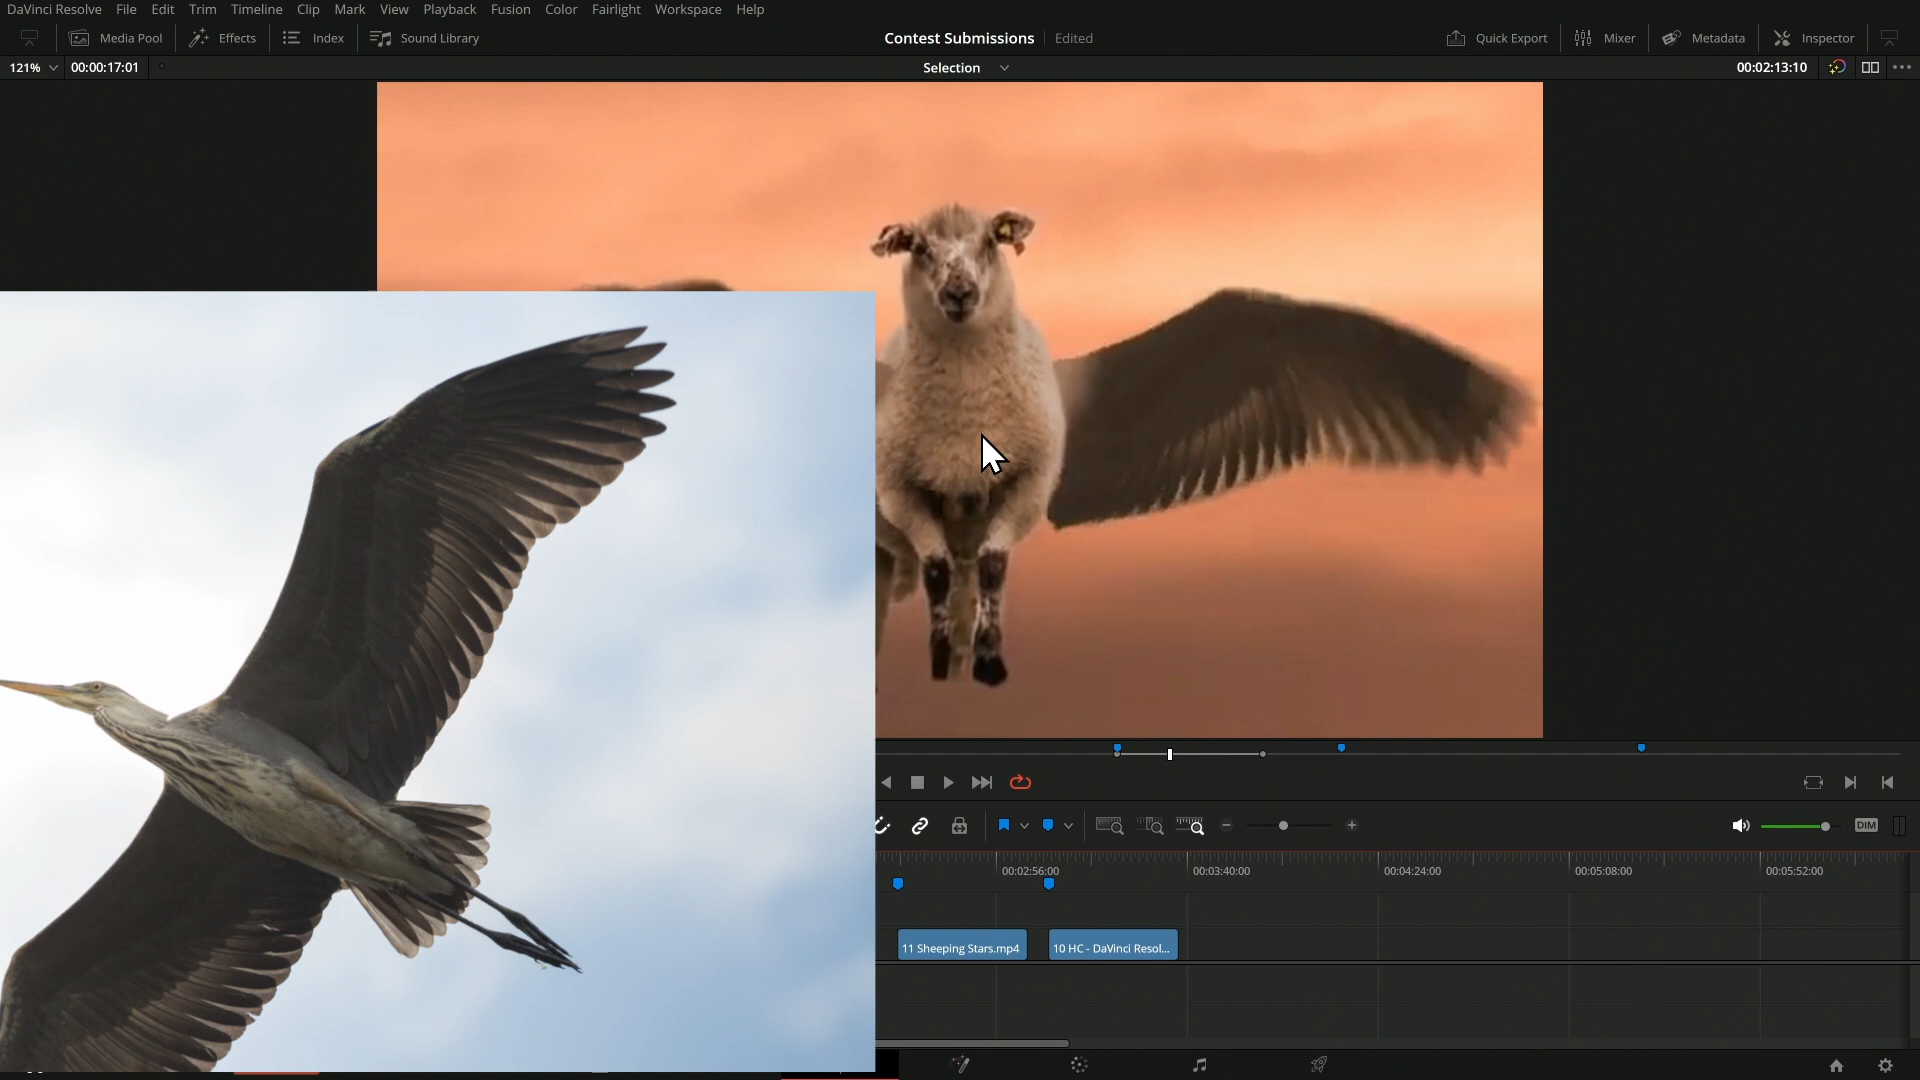 DaVinci Resolve File Edit Trim Timeline Clip Mark View Playback Fusion Color Fairlight Workspace Help
Media Pool Effects Index Sound Library Contest Submissions Edited Quick Export Mixer Metadata Inspector
121% 00:00:17:01 Selection 00:02:13:10
DIM
00:02:56:00 00:03:40:00 00:04:24:00 00:05:08:00 00:05:52:00
11 Sheeping Stars.mp4 10 HC - DaVinci Resol...